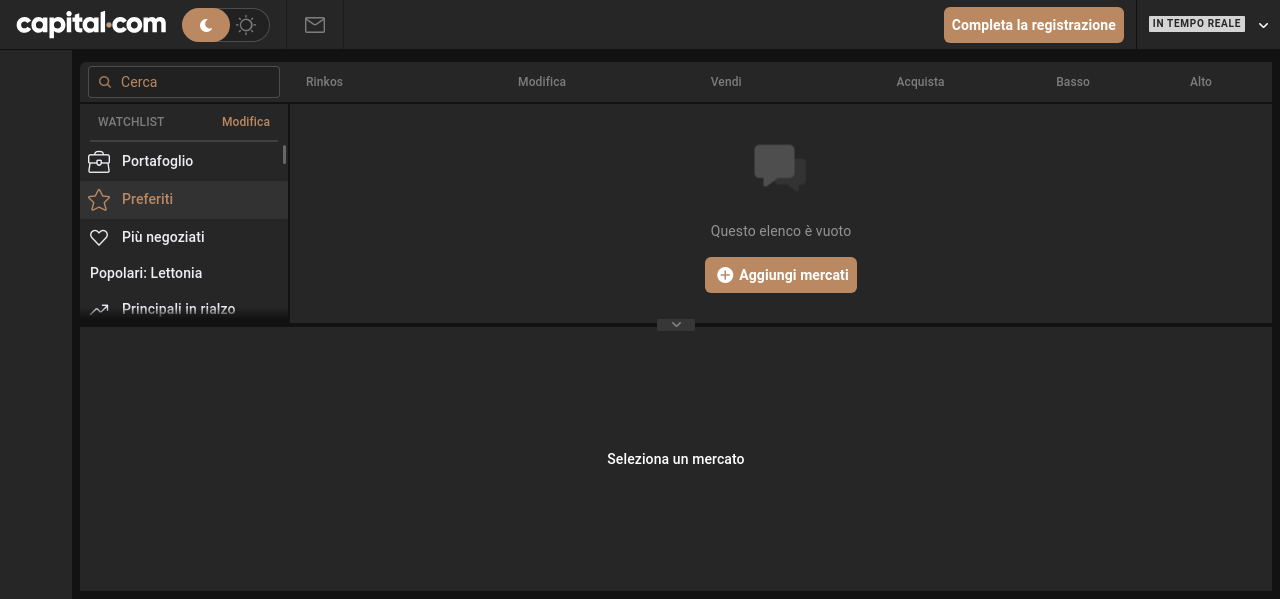 capital.com
Completa la registrazione
IN TEMPO REALE
Cerca
Rinkos
Modifica
Vendi
Acquista
Basso
Alto
WATCHLIST
Modifica
Portafoglio
Preferiti
Più negoziati
Popolari: Lettonia
Principali in rialzo
Questo elenco è vuoto
Aggiungi mercati
Seleziona un mercato